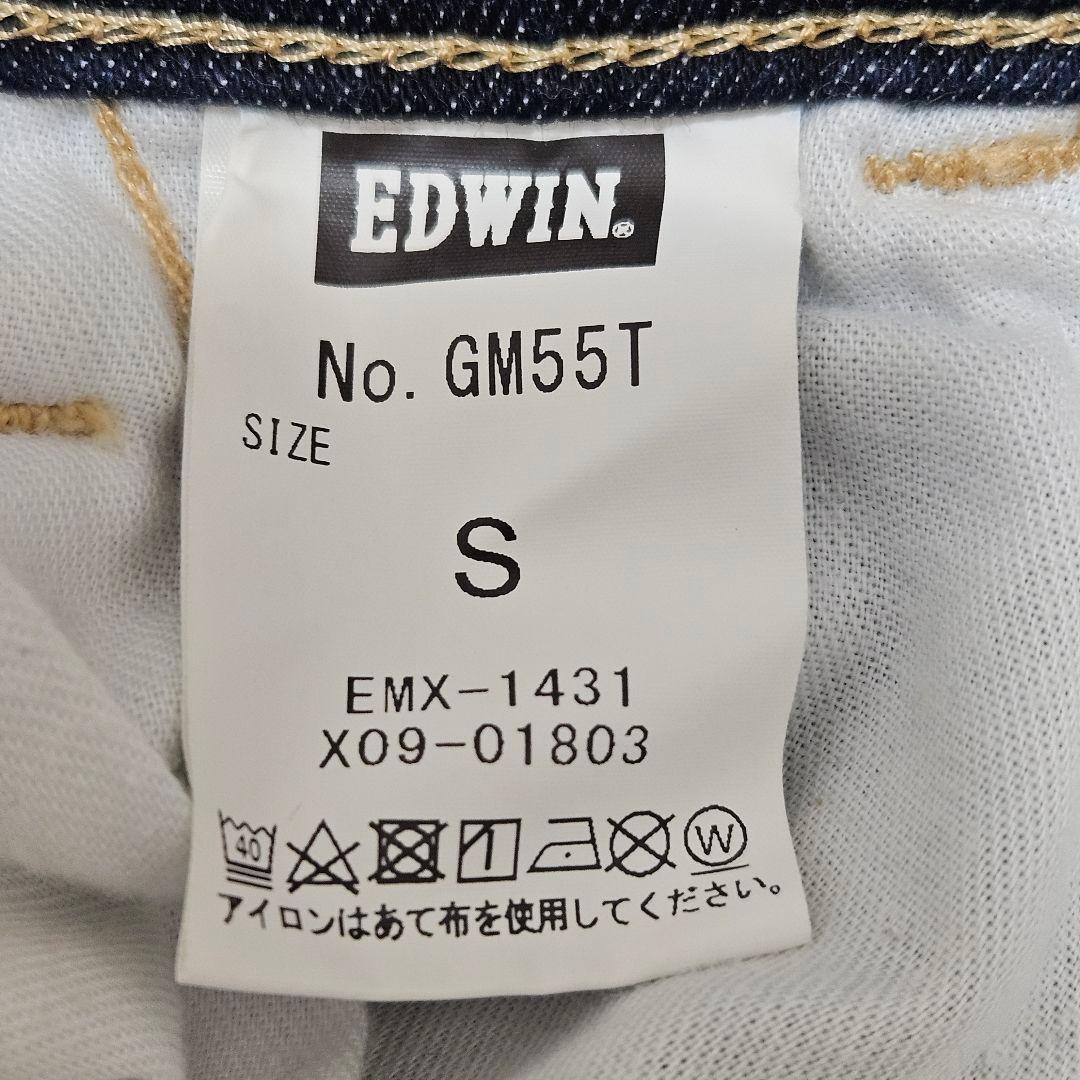 EDWIN®
No. GM55T
SIZE
S
EMX-1431
X09-01803
40 W
アイロンはあて布を使用してください。